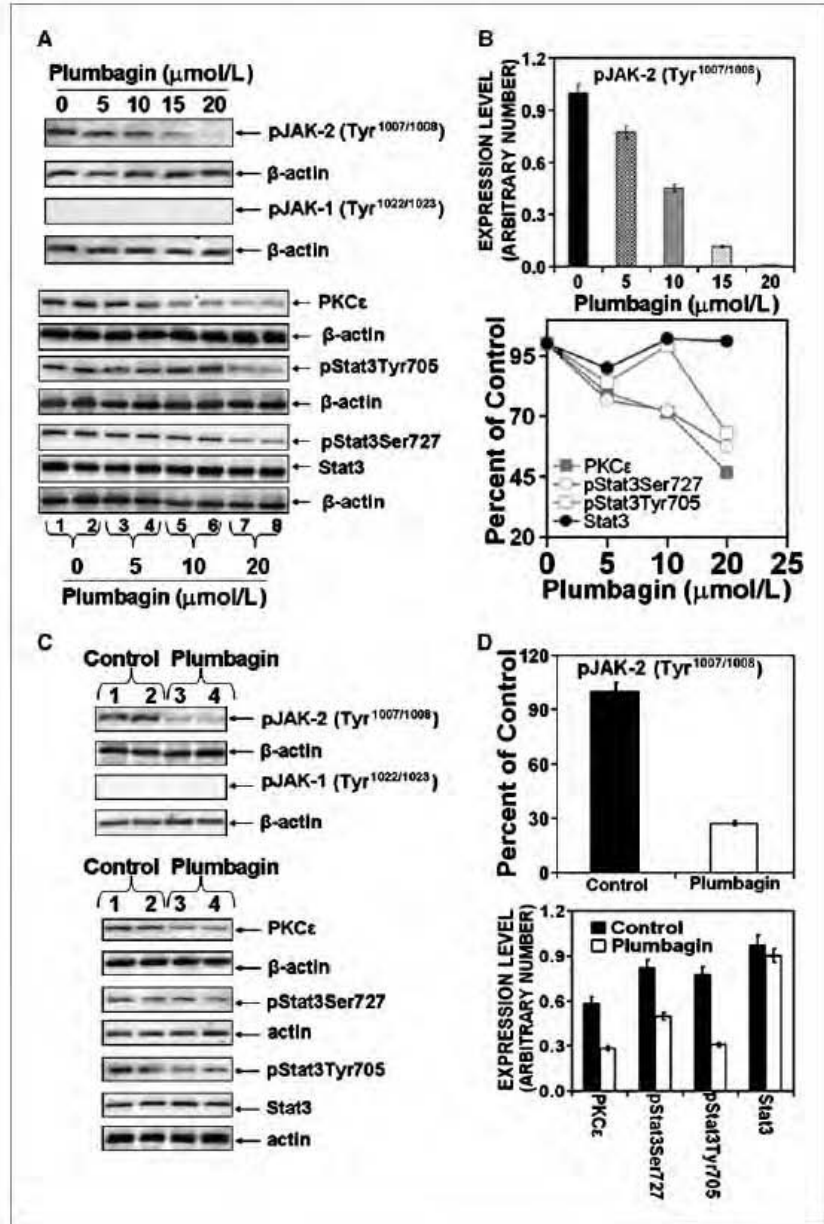 A
Plumbagin (μmol/L)
0 5 10 15 20
pJAK-2 (Tyr1007/1008)
β-actin
pJAK-1 (Tyr1022/1023)
β-actin
PKCε
β-actin
pStat3Tyr705
β-actin
pStat3Ser727
Stat3
β-actin
1 2 3 4 5 6 7 8
0 5 10 20
Plumbagin (μmol/L)
B
pJAK-2 (Tyr1007/1008)
EXPRESSION LEVEL
(ARBITRARY NUMBER)
1.2
0.9
0.6
0.3
0.0
0 5 10 15 20
Plumbagin (μmol/L)
Percent of Control
95
70
45
20
PKCε
pStat3Ser727
pStat3Tyr705
Stat3
0 5 10 20 25
Plumbagin (μmol/L)
C
Control Plumbagin
1 2 3 4
pJAK-2 (Tyr1007/1008)
β-actin
pJAK-1 (Tyr1022/1023)
β-actin
Control Plumbagin
1 2 3 4
PKCε
β-actin
pStat3Ser727
actin
pStat3Tyr705
Stat3
actin
D
pJAK-2 (Tyr1007/1008)
Percent of Control
120
90
60
30
0
Control Plumbagin
EXPRESSION LEVEL
(ARBITRARY NUMBER)
1.2
0.9
0.6
0.3
0.0
Control
Plumbagin
PKCε
pStat3Ser727
pStat3Tyr705
Stat3